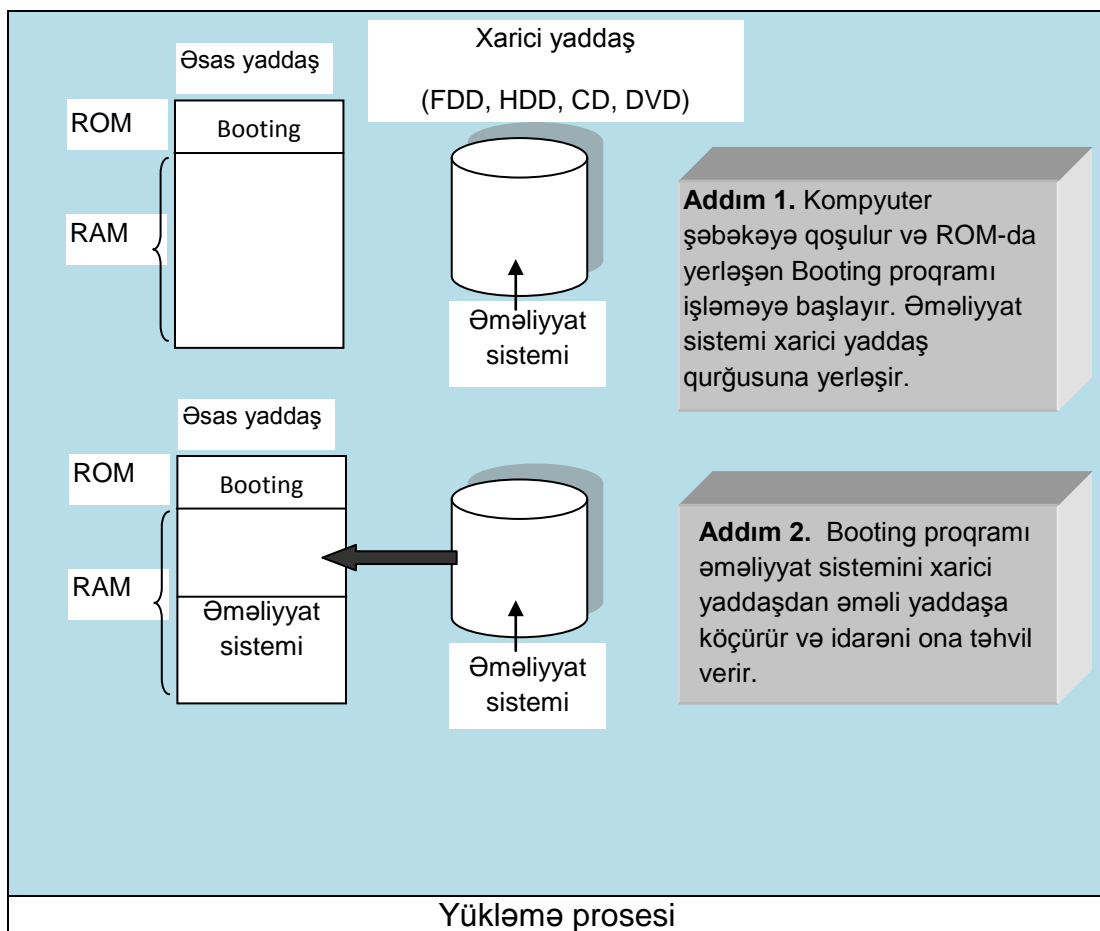 Əsas yaddaş
Xarici yaddaş
(FDD, HDD, CD, DVD)
ROM
Booting
RAM
Əməliyyat
sistemi
Addım 1. Kompyuter
şəbəkəyə qoşulur və ROM-da
yerləşən Booting proqramı
işləməyə başlayır. Əməliyyat
sistemi xarici yaddaş
qurğusuna yerləşir.
Əsas yaddaş
ROM
Booting
RAM
Əməliyyat
sistemi
Əməliyyat
sistemi
Addım 2. Booting proqramı
əməliyyat sistemini xarici
yaddaşdan əməli yaddaşa
köçürür və idarəni ona təhvil
verir.
Yükləmə prosesi